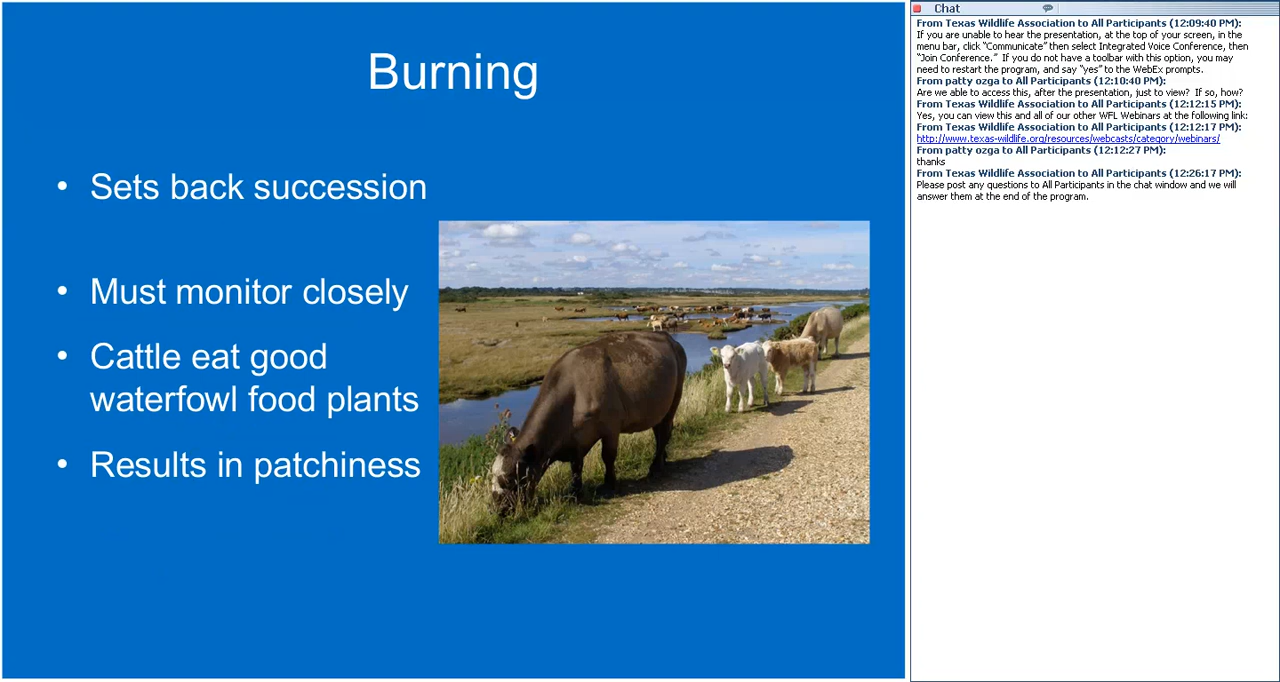 Burning
• Sets back succession
• Must monitor closely
• Cattle eat good
waterfowl food plants
• Results in patchiness
Chat
From Texas Wildlife Association to All Participants (12:09:40 PM):
If you are unable to hear the presentation, at the top of your screen, in the
menu bar, click "Communicate" then select Integrated Voice Conference, then
"Join Conference." If you do not have a toolbar with this option, you may
need to restart the program, and say "yes" to the WebEx prompts.
From patty ozga to All Participants (12:10:40 PM):
Are we able to access this, after the presentation, just to view? If so, how?
From Texas Wildlife Association to All Participants (12:12:15 PM):
Yes, you can view this and all of our other WFL Webinars at the following link:
From Texas Wildlife Association to All Participants (12:12:17 PM):
http://www.texas-wildlife.org/resources/webcasts/category/webinars/
From patty ozga to All Participants (12:12:27 PM):
thanks
From Texas Wildlife Association to All Participants (12:26:17 PM):
Please post any questions to All Participants in the chat window and we will
answer them at the end of the program.